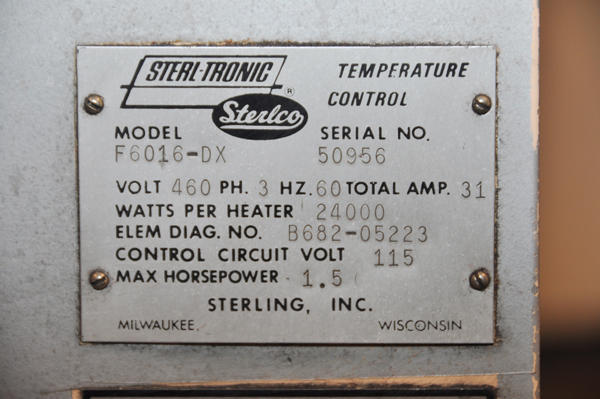 STERL-TRONIC
TEMPERATURE
CONTROL
Sterlco ®
MODEL SERIAL NO.
F6016-DX 50956
VOLT 460 PH. 3 HZ. 60 TOTAL AMP. 31
WATTS PER HEATER 24000
ELEM DIAG. NO. B682-05223
CONTROL CIRCUIT VOLT 115
MAX HORSEPOWER 1.5
STERLING, INC.
MILWAUKEE, WISCONSIN